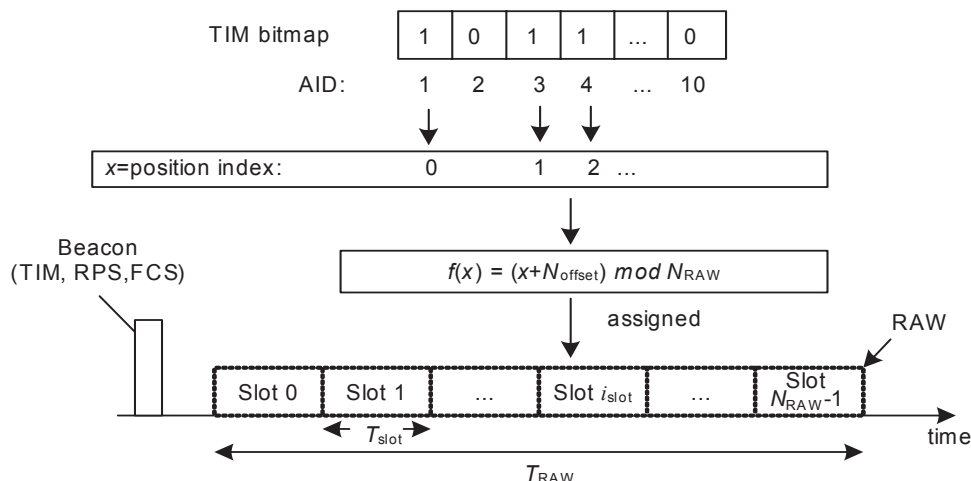 TIM bitmap 1 0 1 1 ... 0
AID: 1 2 3 4 ... 10
x=position index: 0 1 2 ...
Beacon
(TIM, RPS,FCS)
f(x) = (x+Noffset) mod NRAW
assigned
RAW
Slot 0 Slot 1 ... Slot islot ... Slot
NRAW-1
Tslot
time
TRAW